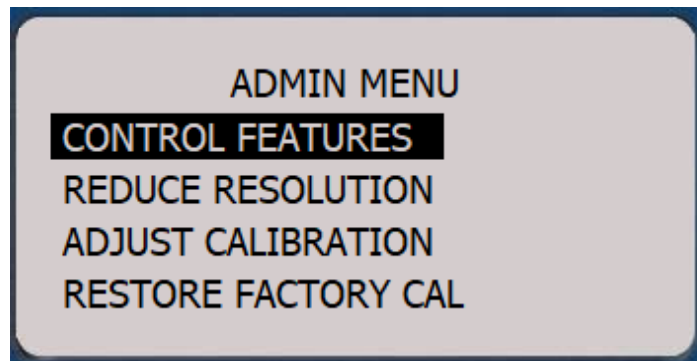 ADMIN MENU
CONTROL FEATURES
REDUCE RESOLUTION
ADJUST CALIBRATION
RESTORE FACTORY CAL